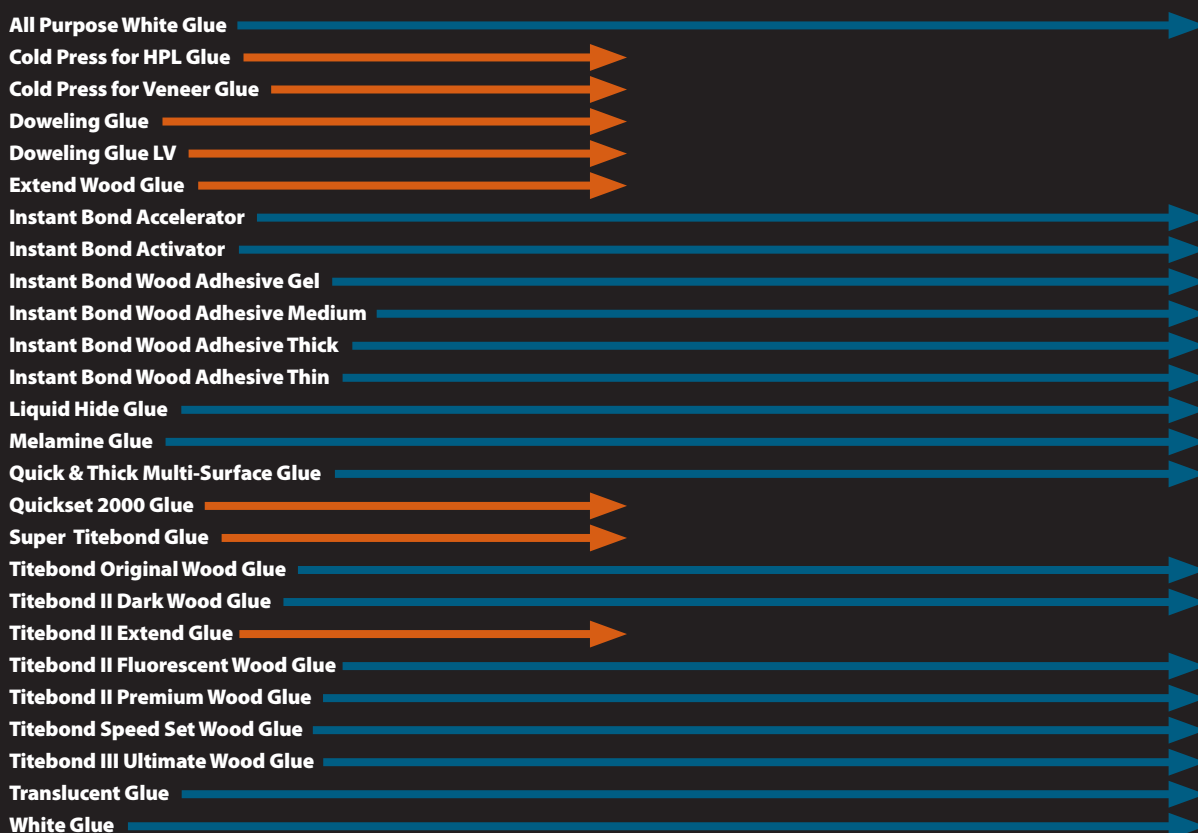 All Purpose White Glue
Cold Press for HPL Glue
Cold Press for Veneer Glue
Doweling Glue
Doweling Glue LV
Extend Wood Glue
Instant Bond Accelerator
Instant Bond Activator
Instant Bond Wood Adhesive Gel
Instant Bond Wood Adhesive Medium
Instant Bond Wood Adhesive Thick
Instant Bond Wood Adhesive Thin
Liquid Hide Glue
Melamine Glue
Quick & Thick Multi-Surface Glue
Quickset 2000 Glue
Super Titebond Glue
Titebond Original Wood Glue
Titebond II Dark Wood Glue
Titebond II Extend Glue
Titebond II Fluorescent Wood Glue
Titebond II Premium Wood Glue
Titebond Speed Set Wood Glue
Titebond III Ultimate Wood Glue
Translucent Glue
White Glue